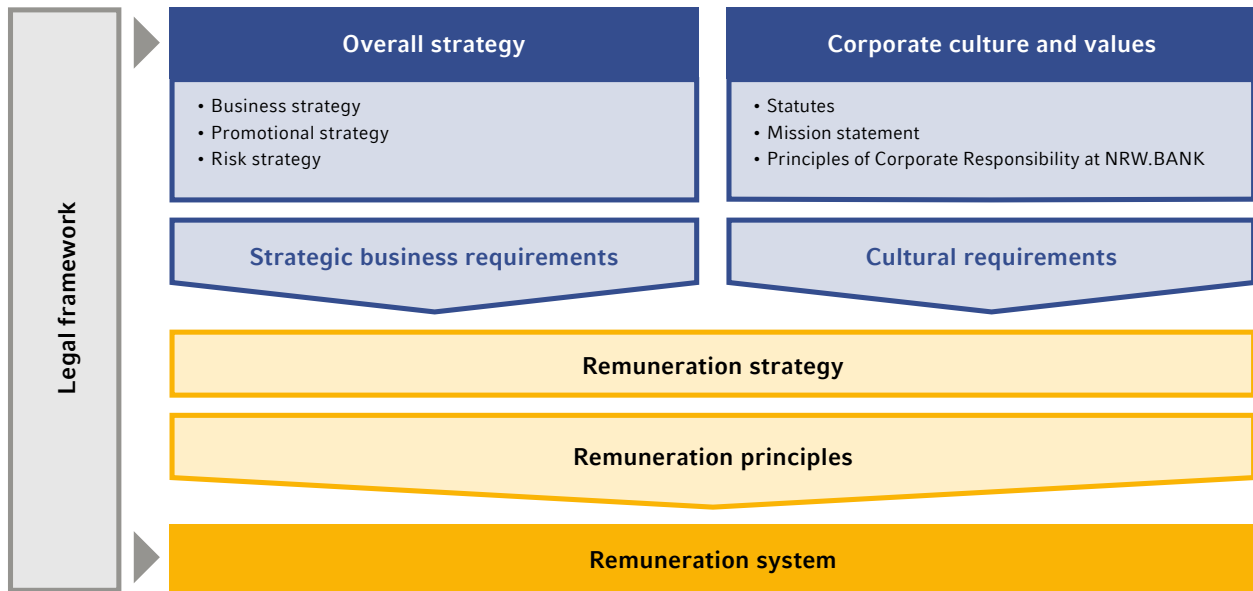 Legal framework
Overall strategy
• Business strategy
• Promotional strategy
• Risk strategy
Corporate culture and values
• Statutes
• Mission statement
• Principles of Corporate Responsibility at NRW.BANK
Strategic business requirements
Cultural requirements
Remuneration strategy
Remuneration principles
Remuneration system